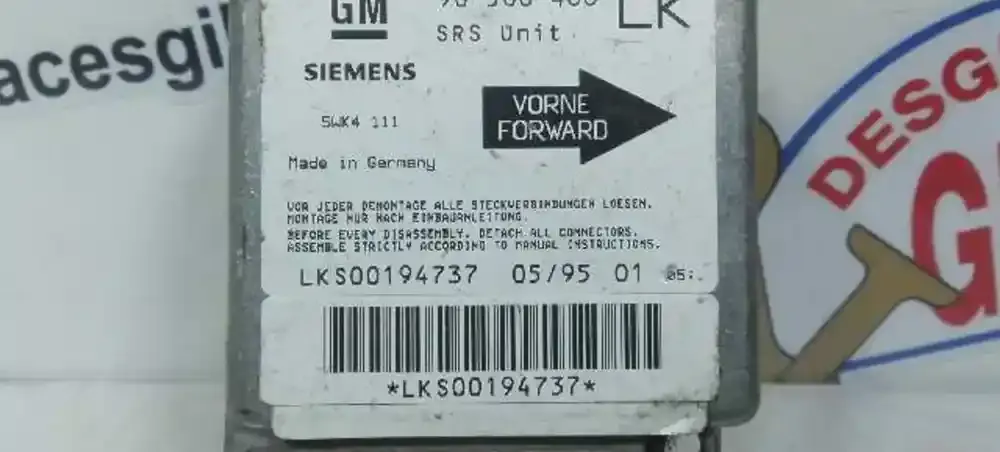 GM
LK
SRS Unit
SIEMENS
5WK4 111
VORNE
FORWARD
Made in Germany
VOR JEDER DEMONTAGE ALLE STECKVERBINDUNGEN LOESEN.
MONTAGE NUR NACH EINBAUANLEITUNG.
BEFORE EVERY DISASSEMBLY, DETACH ALL CONNECTORS.
ASSEMBLE STRICTLY ACCORDING TO MANUAL INSTRUCTIONS.
LKS00194737 05/95 01
*LKS00194737*
acesgil
DESG
G